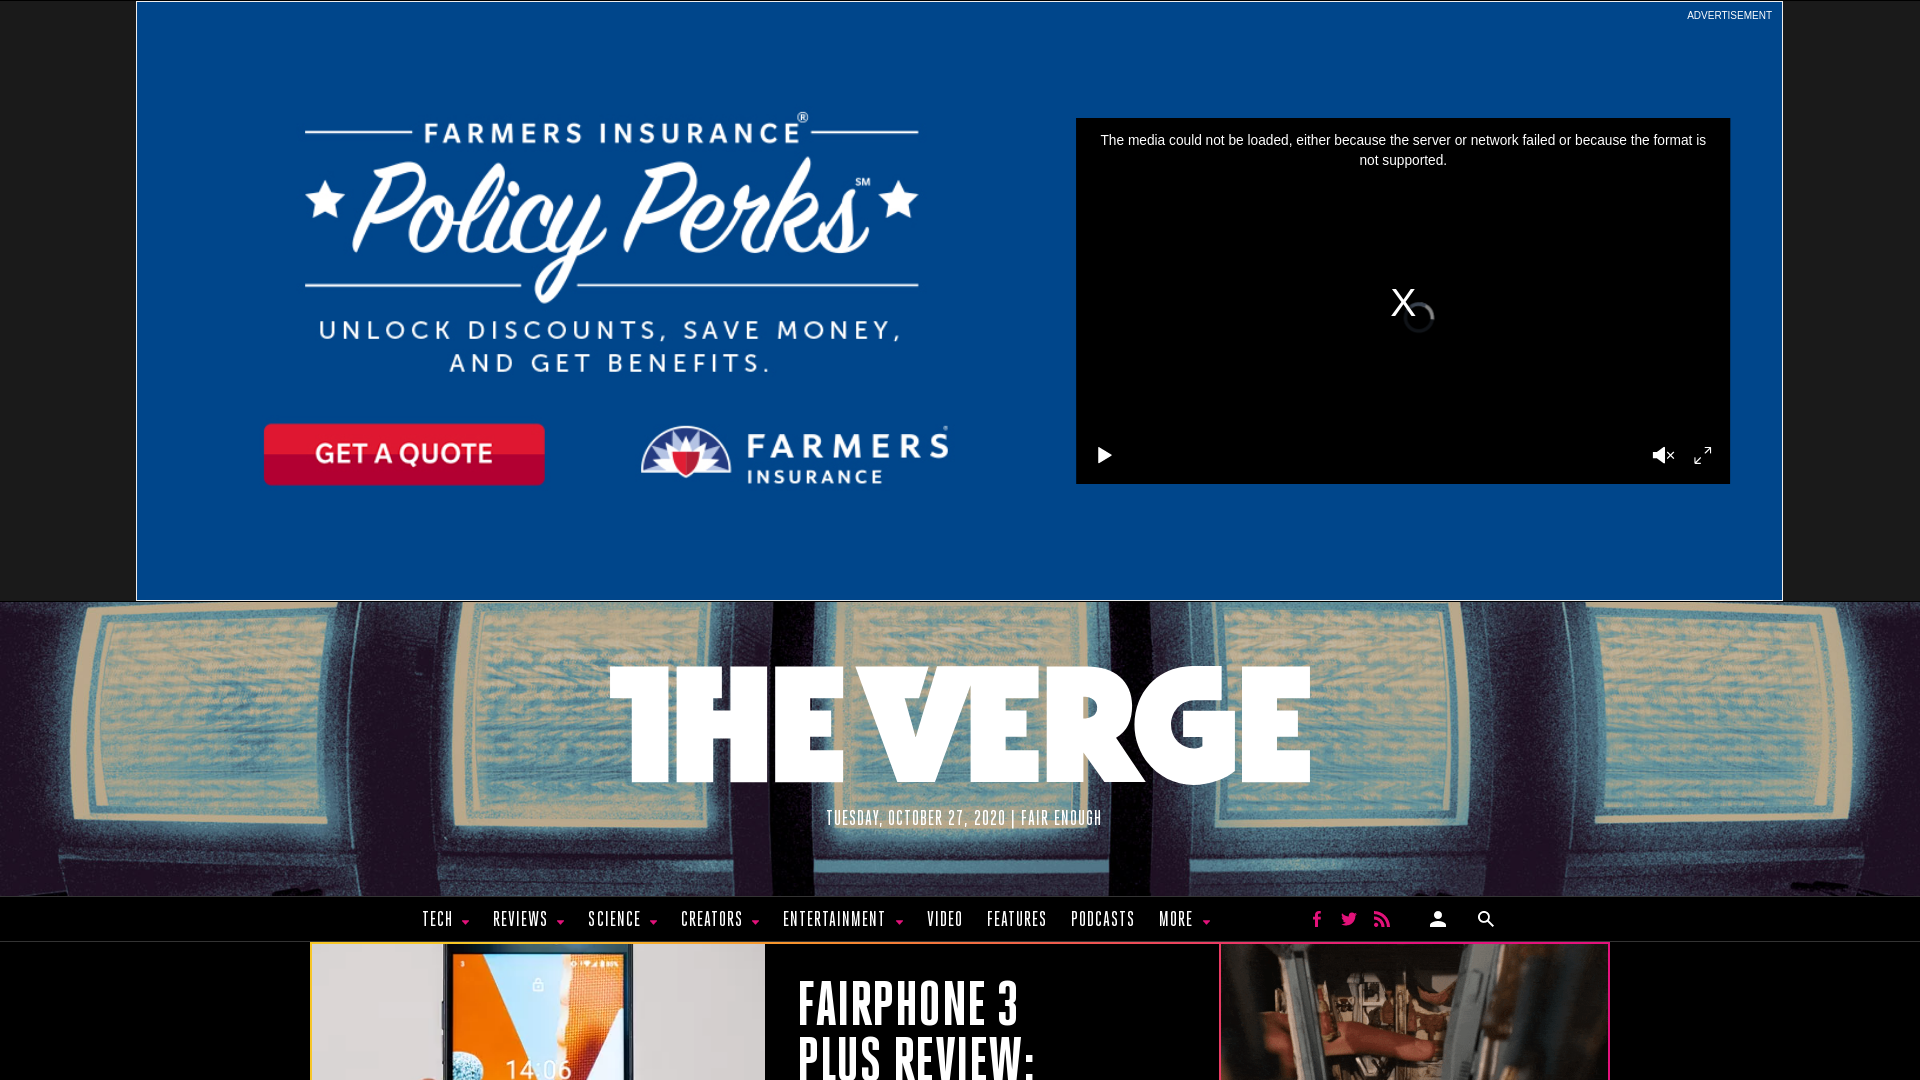 ADVERTISEMENT
FARMERS INSURANCE®
Policy Perks℠
UNLOCK DISCOUNTS, SAVE MONEY,
AND GET BENEFITS.
GET A QUOTE
FARMERS
INSURANCE
The media could not be loaded, either because the server or network failed or because the format is
not supported.
X
THE VERGE
TUESDAY, OCTOBER 27, 2020 | FAIR ENOUGH
TECH REVIEWS SCIENCE CREATORS ENTERTAINMENT VIDEO FEATURES PODCASTS MORE
14:06
FAIRPHONE 3
PLUS REVIEW: